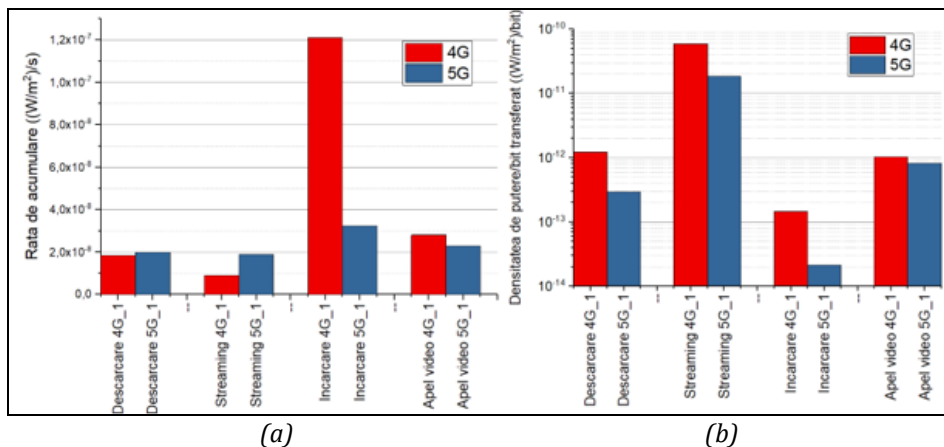 Rata de acumulare ((W/m²)/s)
1,2x10⁻⁷
1,0x10⁻⁷
8,0x10⁻⁸
6,0x10⁻⁸
4,0x10⁻⁸
2,0x10⁻⁸
0,0
4G
5G
Descarcare 4G_1
Descarcare 5G_1
--
Streaming 4G_1
Streaming 5G_1
--
Incarcare 4G_1
Incarcare 5G_1
--
Apel video 4G_1
Apel video 5G_1
(a)
Densitatea de putere/bit transferat ((W/m²)/bit)
10⁻¹⁰
10⁻¹¹
10⁻¹²
10⁻¹³
10⁻¹⁴
4G
5G
Descarcare 4G_1
Descarcare 5G_1
--
Streaming 4G_1
Streaming 5G_1
--
Incarcare 4G_1
Incarcare 5G_1
--
Apel video 4G_1
Apel video 5G_1
(b)